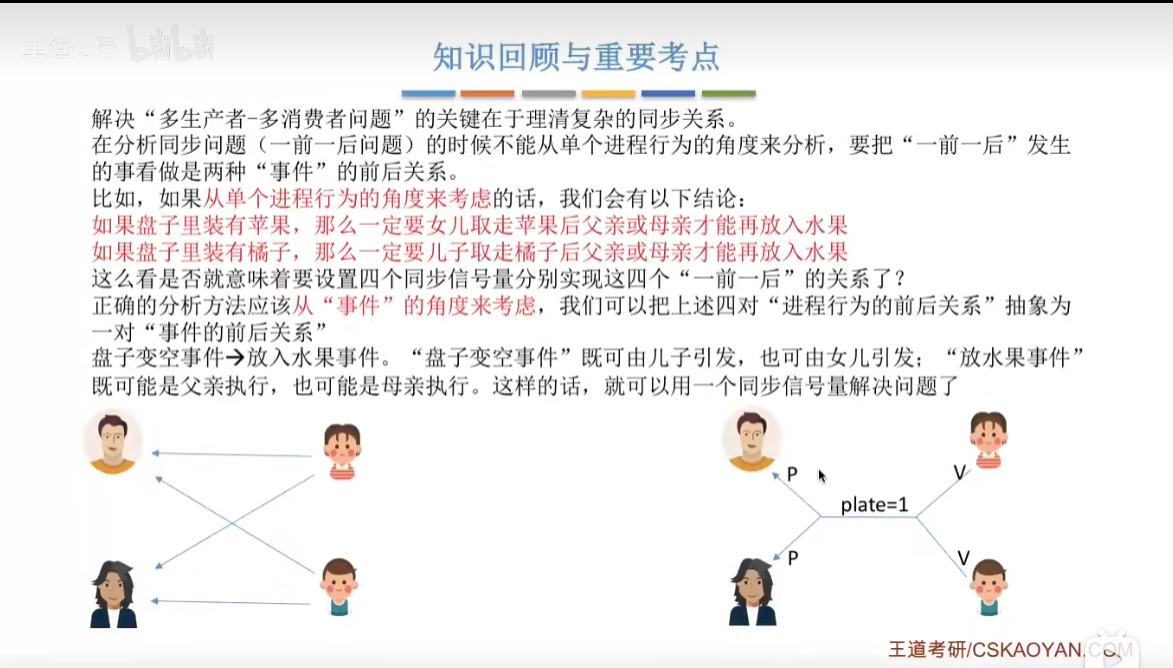 王道论坛 bilibili
知识回顾与重要考点
解决“多生产者-多消费者问题”的关键在于理清复杂的同步关系。
在分析同步问题（一前一后问题）的时候不能从单个进程行为的角度来分析，要把“一前一后”发生
的事看做是两种“事件”的前后关系。
比如，如果从单个进程行为的角度来考虑的话，我们会有以下结论：
如果盘子里装有苹果，那么一定要女儿取走苹果后父亲或母亲才能再放入水果
如果盘子里装有橘子，那么一定要儿子取走橘子后父亲或母亲才能再放入水果
这么看是否就意味着要设置四个同步信号量分别实现这四个“一前一后”的关系了？
正确的分析方法应该从“事件”的角度来考虑，我们可以把上述四对“进程行为的前后关系”抽象为
一对“事件的前后关系”
盘子变空事件→放入水果事件。“盘子变空事件”既可由儿子引发，也可由女儿引发；“放水果事件”
既可能是父亲执行，也可能是母亲执行。这样的话，就可以用一个同步信号量解决问题了
P
V
plate=1
P
V
王道考研/CSKAOYAN.COM